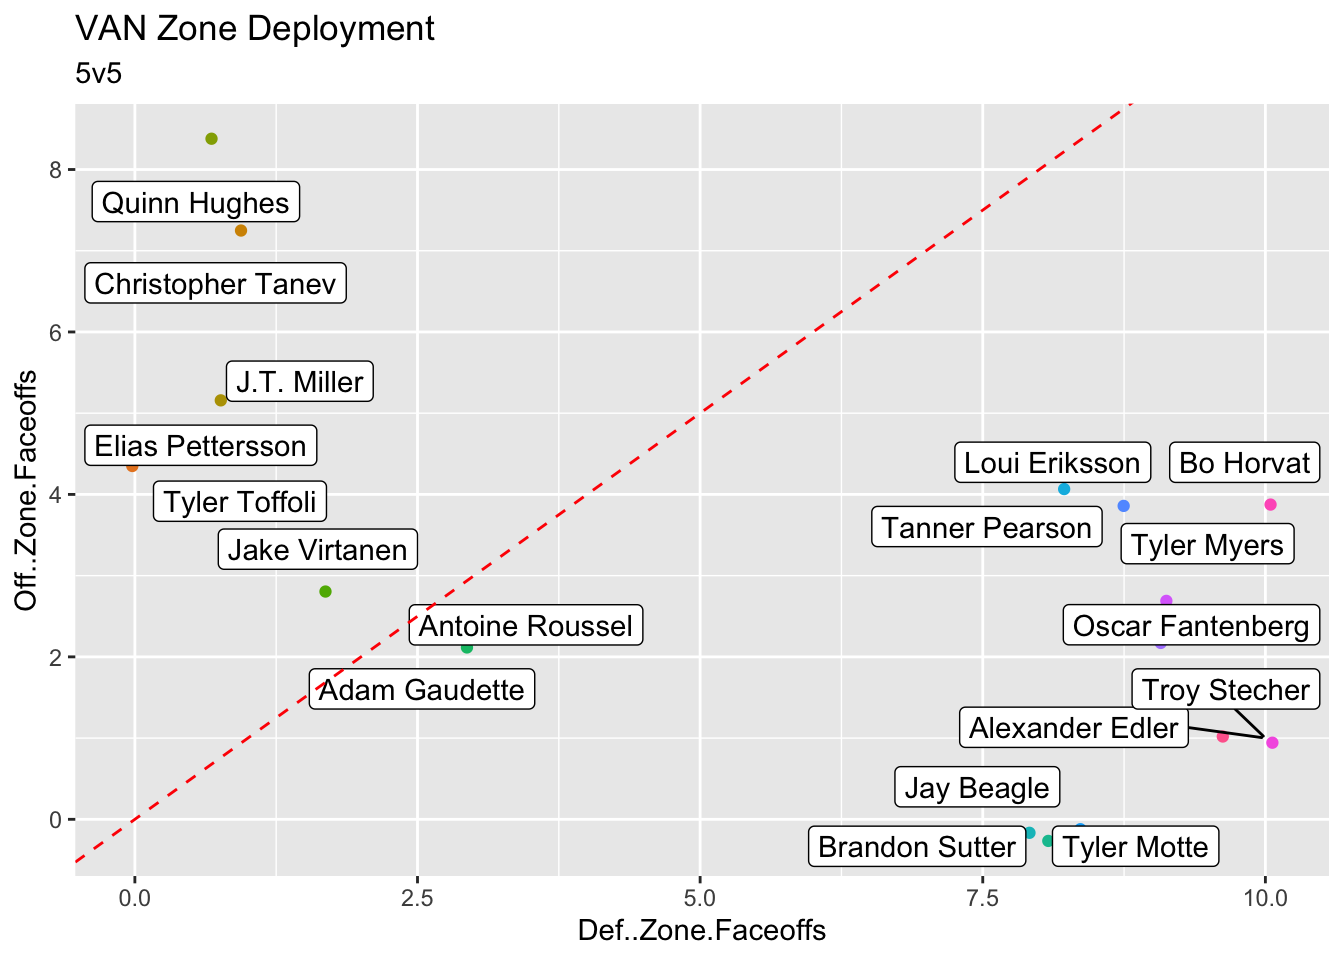 VAN Zone Deployment
5v5
Off..Zone.Faceoffs
8
6
4
2
0
Quinn Hughes
Christopher Tanev
J.T. Miller
Elias Pettersson
Tyler Toffoli
Jake Virtanen
Antoine Roussel
Adam Gaudette
Loui Eriksson
Bo Horvat
Tanner Pearson
Tyler Myers
Oscar Fantenberg
Troy Stecher
Alexander Edler
Jay Beagle
Brandon Sutter
Tyler Motte
0.0
2.5
5.0
7.5
10.0
Def..Zone.Faceoffs